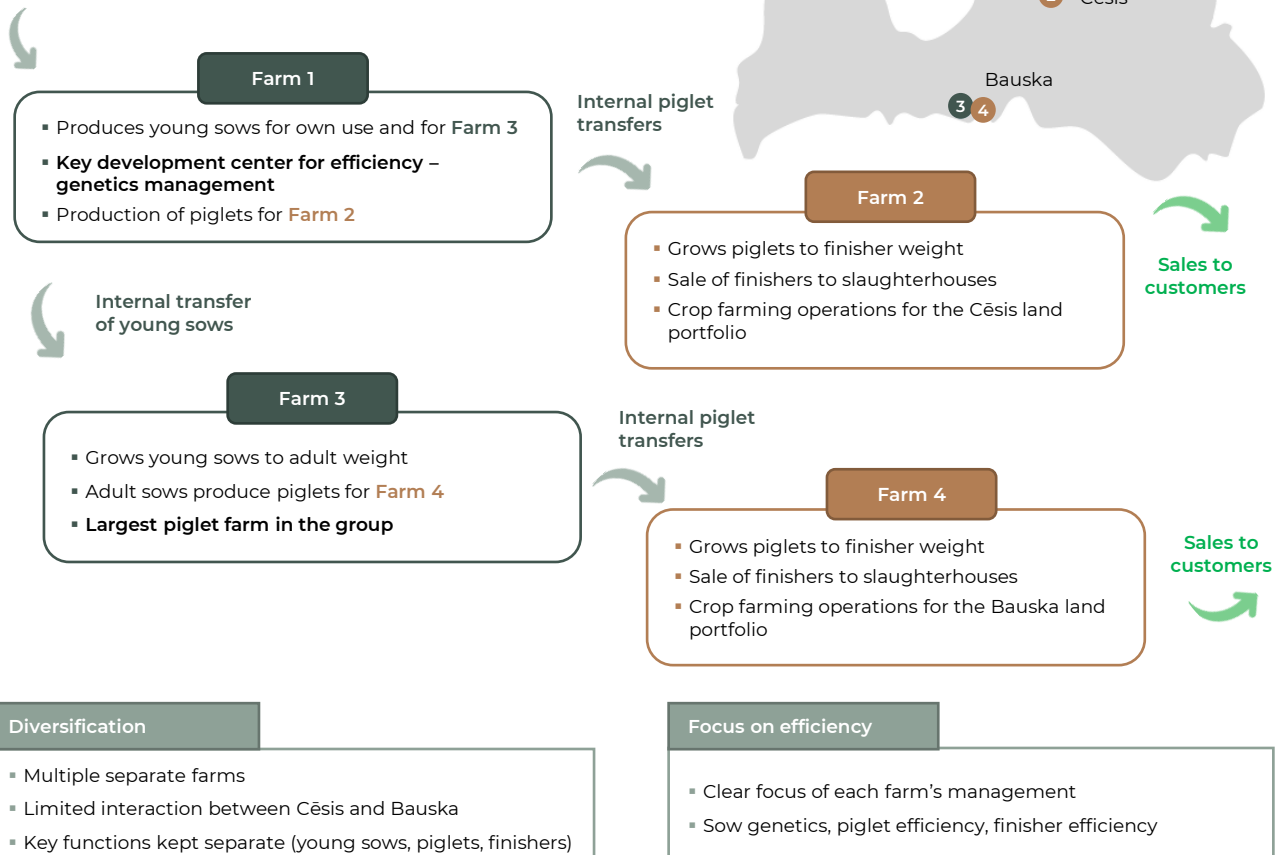 Cēsis
Bauska
3
4
Farm 1
▪ Produces young sows for own use and for Farm 3
▪ Key development center for efficiency –
genetics management
▪ Production of piglets for Farm 2
Internal piglet
transfers
Farm 2
▪ Grows piglets to finisher weight
▪ Sale of finishers to slaughterhouses
▪ Crop farming operations for the Cēsis land
portfolio
Sales to
customers
Internal transfer
of young sows
Farm 3
▪ Grows young sows to adult weight
▪ Adult sows produce piglets for Farm 4
▪ Largest piglet farm in the group
Internal piglet
transfers
Farm 4
▪ Grows piglets to finisher weight
▪ Sale of finishers to slaughterhouses
▪ Crop farming operations for the Bauska land
portfolio
Sales to
customers
Diversification
▪ Multiple separate farms
▪ Limited interaction between Cēsis and Bauska
▪ Key functions kept separate (young sows, piglets, finishers)
Focus on efficiency
▪ Clear focus of each farm's management
▪ Sow genetics, piglet efficiency, finisher efficiency